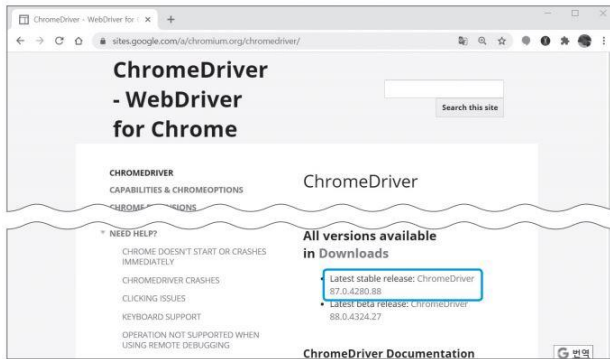 ChromeDriver - WebDriver for
sites.google.com/a/chromium.org/chromedriver/
ChromeDriver
- WebDriver
for Chrome
Search this site
CHROMEDRIVER
CAPABILITIES & CHROMEOPTIONS
ChromeDriver
NEED HELP?
CHROME DOESN'T START OR CRASHES
IMMEDIATELY
CHROMEDRIVER CRASHES
CLICKING ISSUES
KEYBOARD SUPPORT
OPERATION NOT SUPPORTED WHEN
USING REMOTE DEBUGGING
All versions available
in Downloads
Latest stable release: ChromeDriver
87.0.4280.88
Latest beta release: ChromeDriver
88.0.4324.27
ChromeDriver Documentation
G 번역